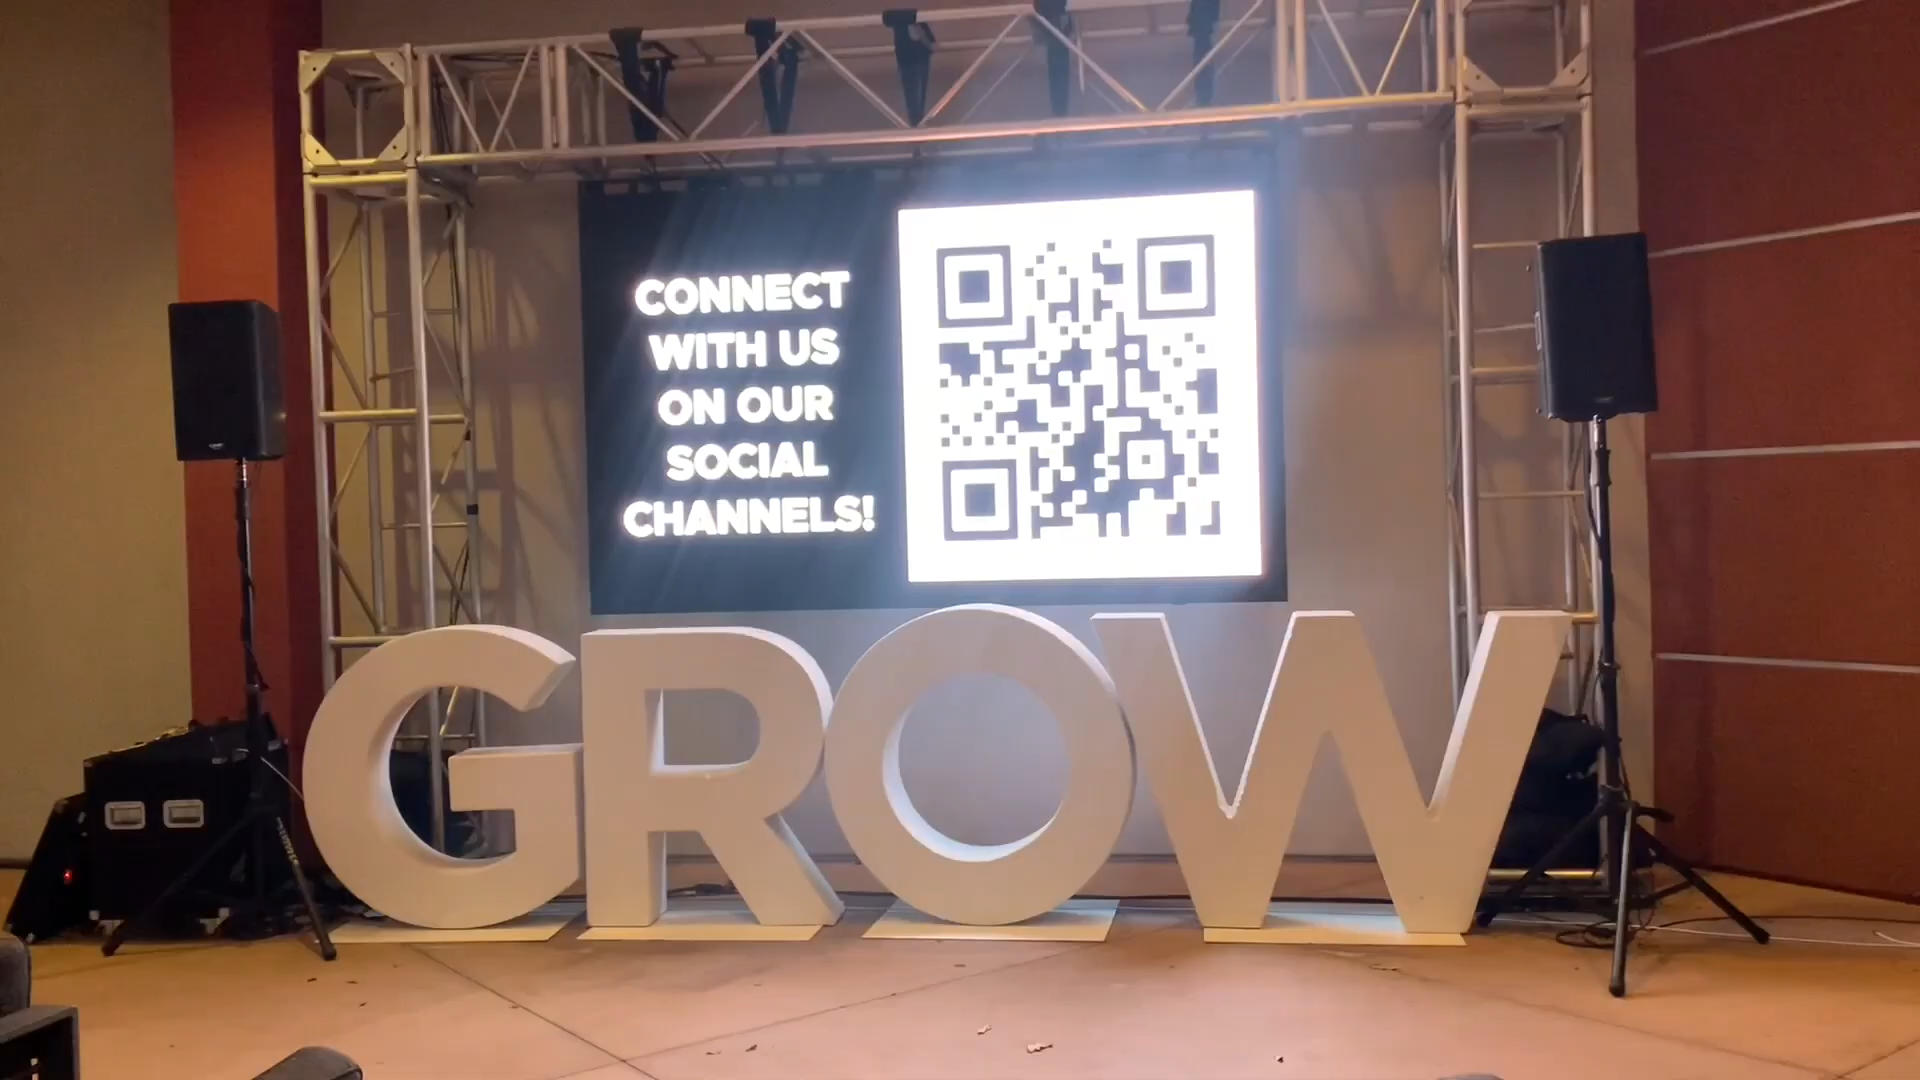 CONNECT
WITH US
ON OUR
SOCIAL
CHANNELS!
GROW